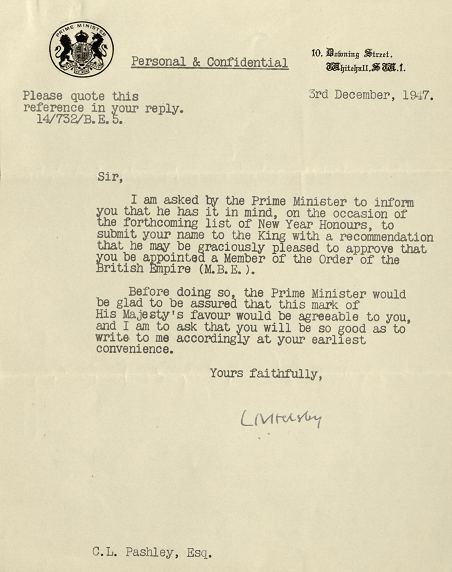 PRIME MINISTER
Personal & Confidential
10, Downing Street,
Whitehall, S.W.1.
Please quote this
reference in your reply.
14/732/B.E.5.
3rd December, 1947.
Sir,
I am asked by the Prime Minister to inform
you that he has it in mind, on the occasion of
the forthcoming list of New Year Honours, to
submit your name to the King with a recommendation
that he may be graciously pleased to approve that
you be appointed a Member of the Order of the
British Empire (M.B.E.).
Before doing so, the Prime Minister would
be glad to be assured that this mark of
His Majesty's favour would be agreeable to you,
and I am to ask that you will be so good as to
write to me accordingly at your earliest
convenience.
Yours faithfully,
C.L. Pashley, Esq.